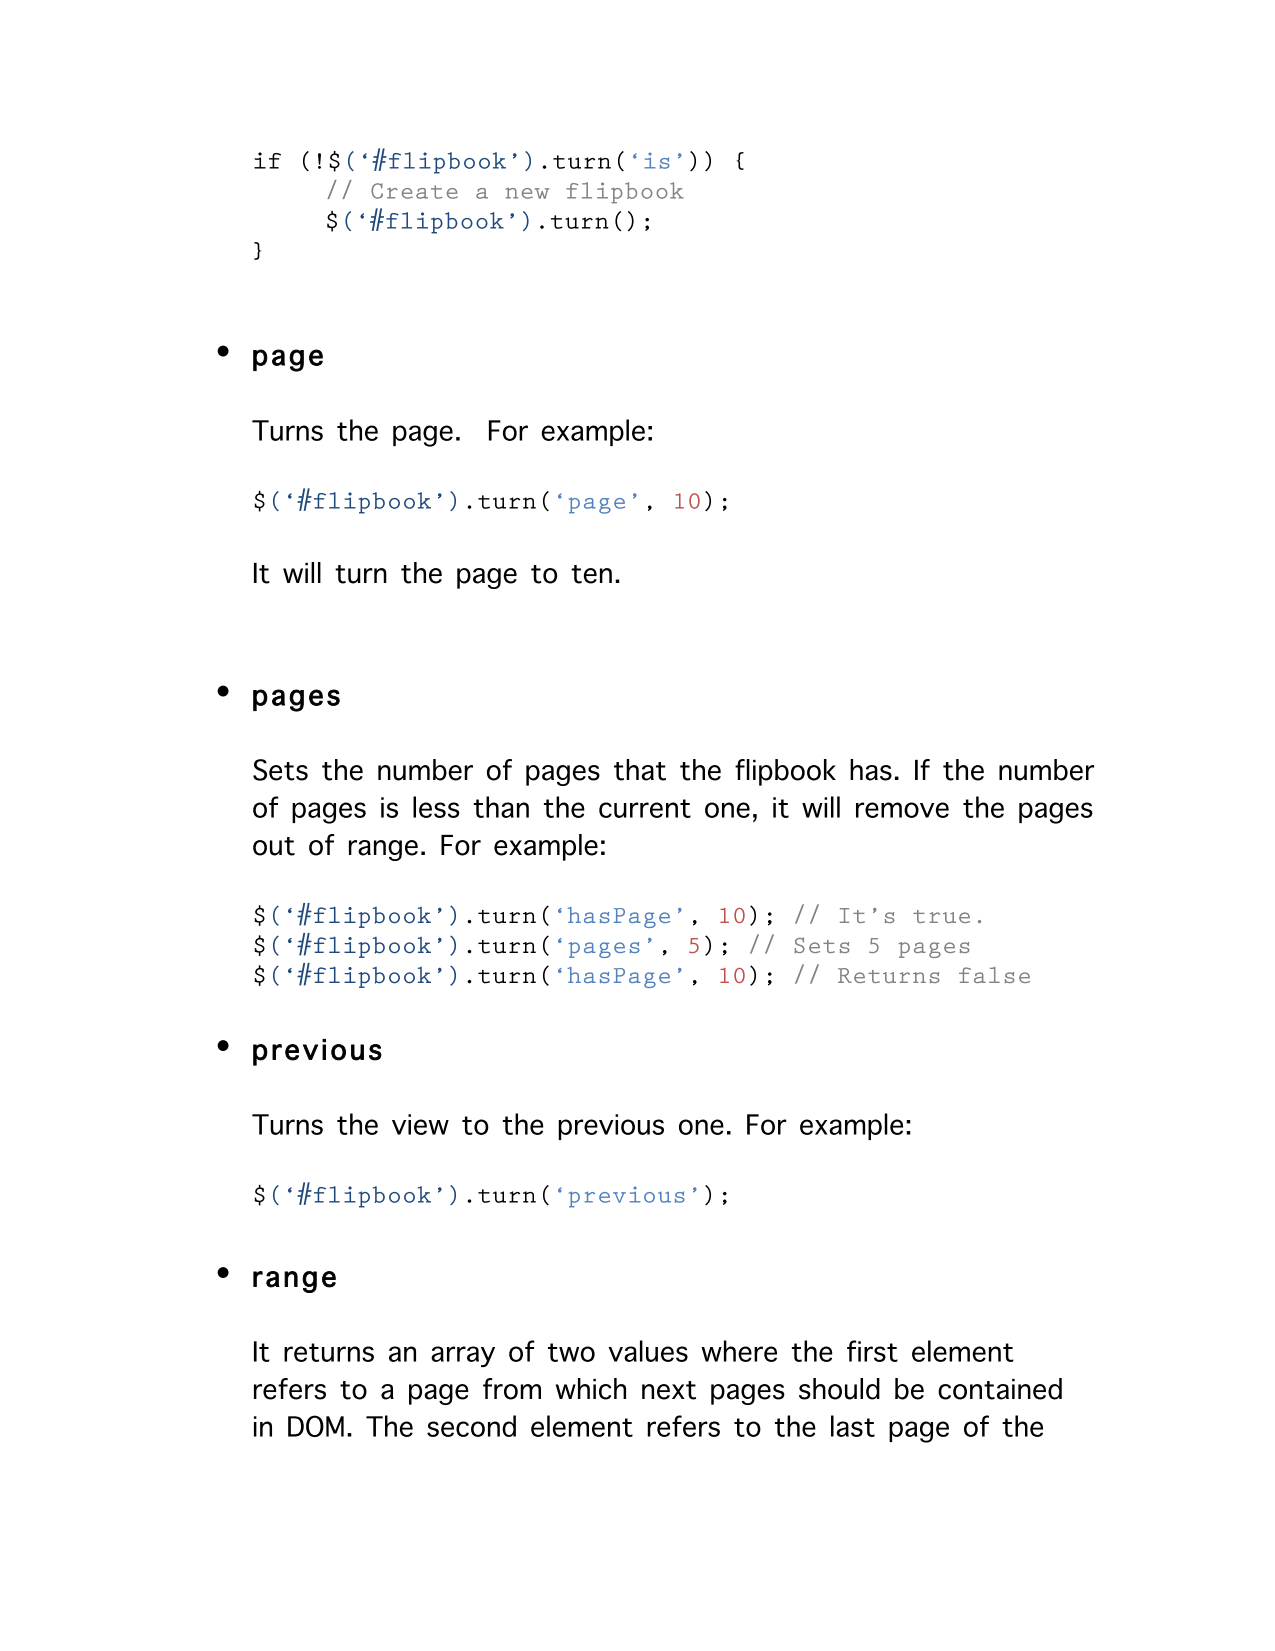 if (!$(‘#flipbook’).turn(‘is’)) {
// Create a new flipbook
$(‘#flipbook’).turn();
}
• page
Turns the page.  For example:
$(‘#flipbook’).turn(‘page’, 10);
It will turn the page to ten.
• pages
Sets the number of pages that the flipbook has. If the number
of pages is less than the current one, it will remove the pages
out of range. For example:
$(‘#flipbook’).turn(‘hasPage’, 10); // It’s true.
$(‘#flipbook’).turn(‘pages’, 5); // Sets 5 pages
$(‘#flipbook’).turn(‘hasPage’, 10); // Returns false
• previous
Turns the view to the previous one. For example:
$(‘#flipbook’).turn(‘previous’);
• range
It returns an array of two values where the first element
refers to a page from which next pages should be contained
in DOM. The second element refers to the last page of the